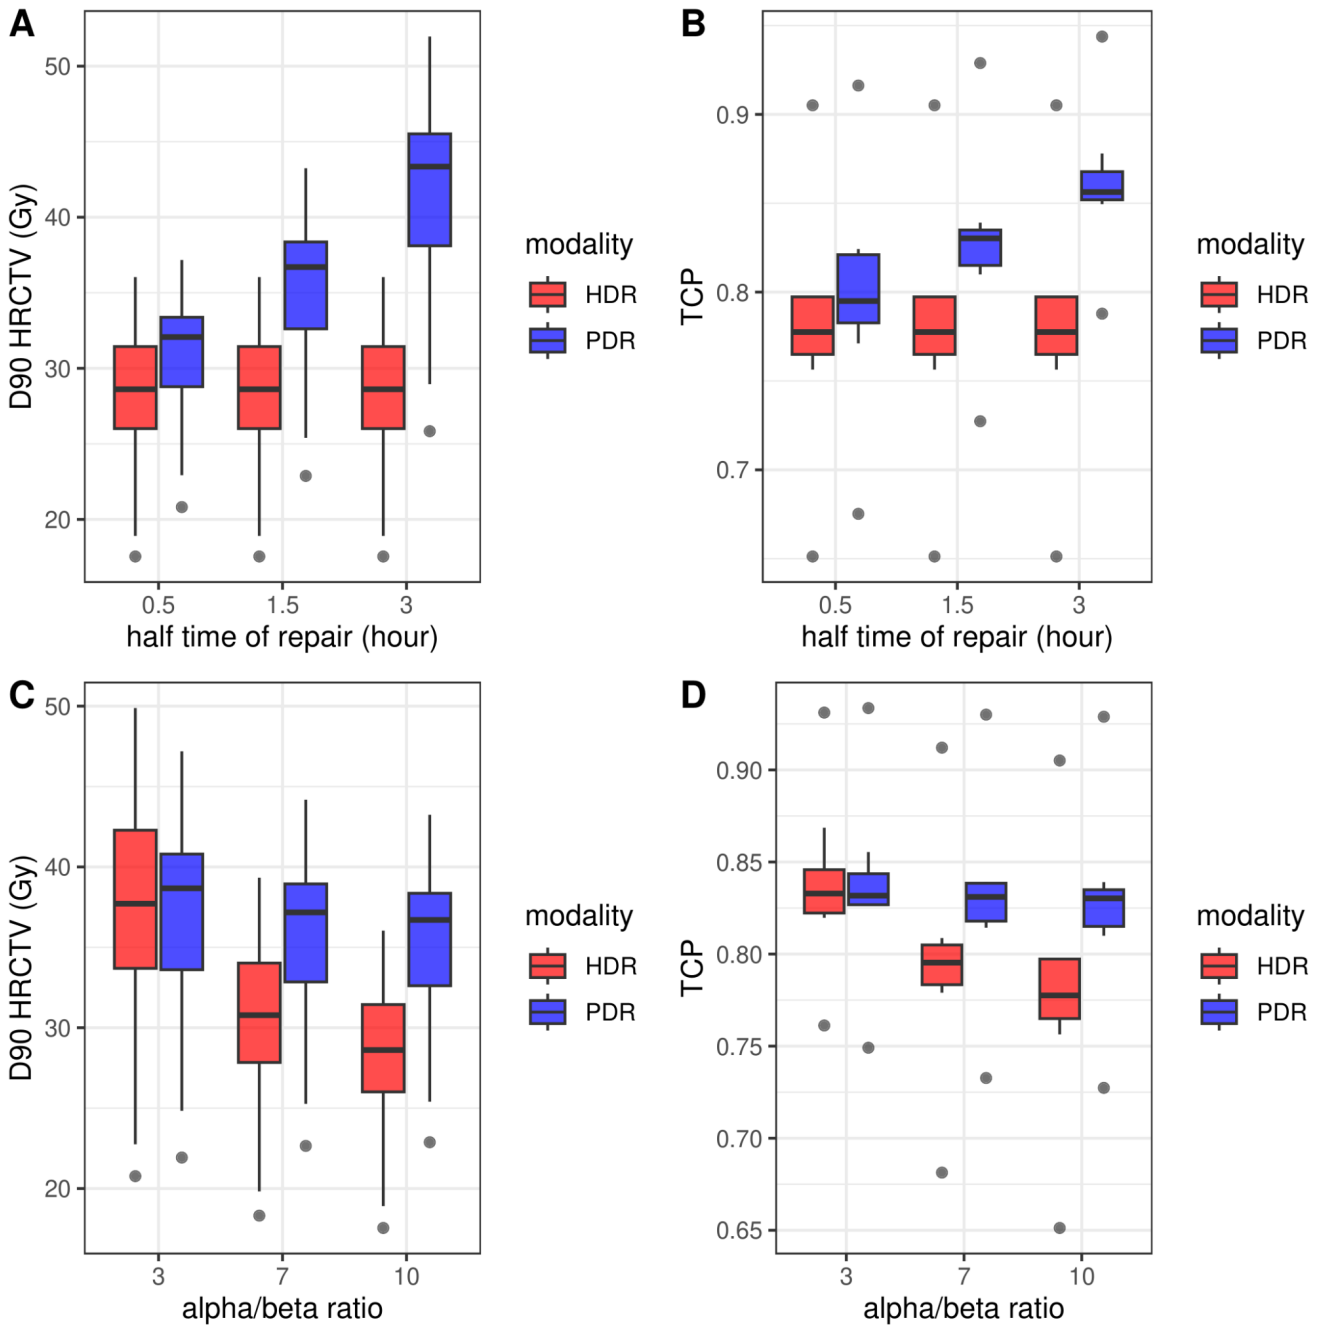 A
D90 HRCTV (Gy)
50
40
30
20
0.5 1.5 3
half time of repair (hour)
modality
HDR
PDR
B
TCP
0.9
0.8
0.7
0.5 1.5 3
half time of repair (hour)
modality
HDR
PDR
C
D90 HRCTV (Gy)
50
40
30
20
3 7 10
alpha/beta ratio
modality
HDR
PDR
D
TCP
0.90
0.85
0.80
0.75
0.70
0.65
3 7 10
alpha/beta ratio
modality
HDR
PDR